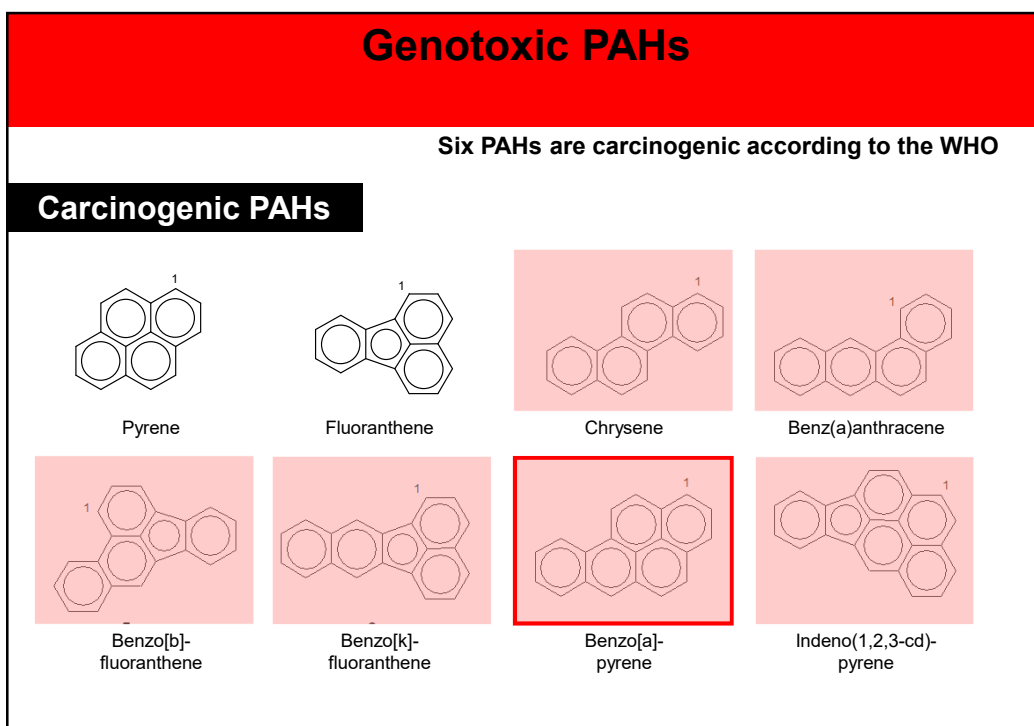 Genotoxic PAHs
Six PAHs are carcinogenic according to the WHO
Carcinogenic PAHs
1
1
1
1
Pyrene
Fluoranthene
Chrysene
Benz(a)anthracene
1
1
1
1
Benzo[b]-
fluoranthene
Benzo[k]-
fluoranthene
Benzo[a]-
pyrene
Indeno(1,2,3-cd)-
pyrene